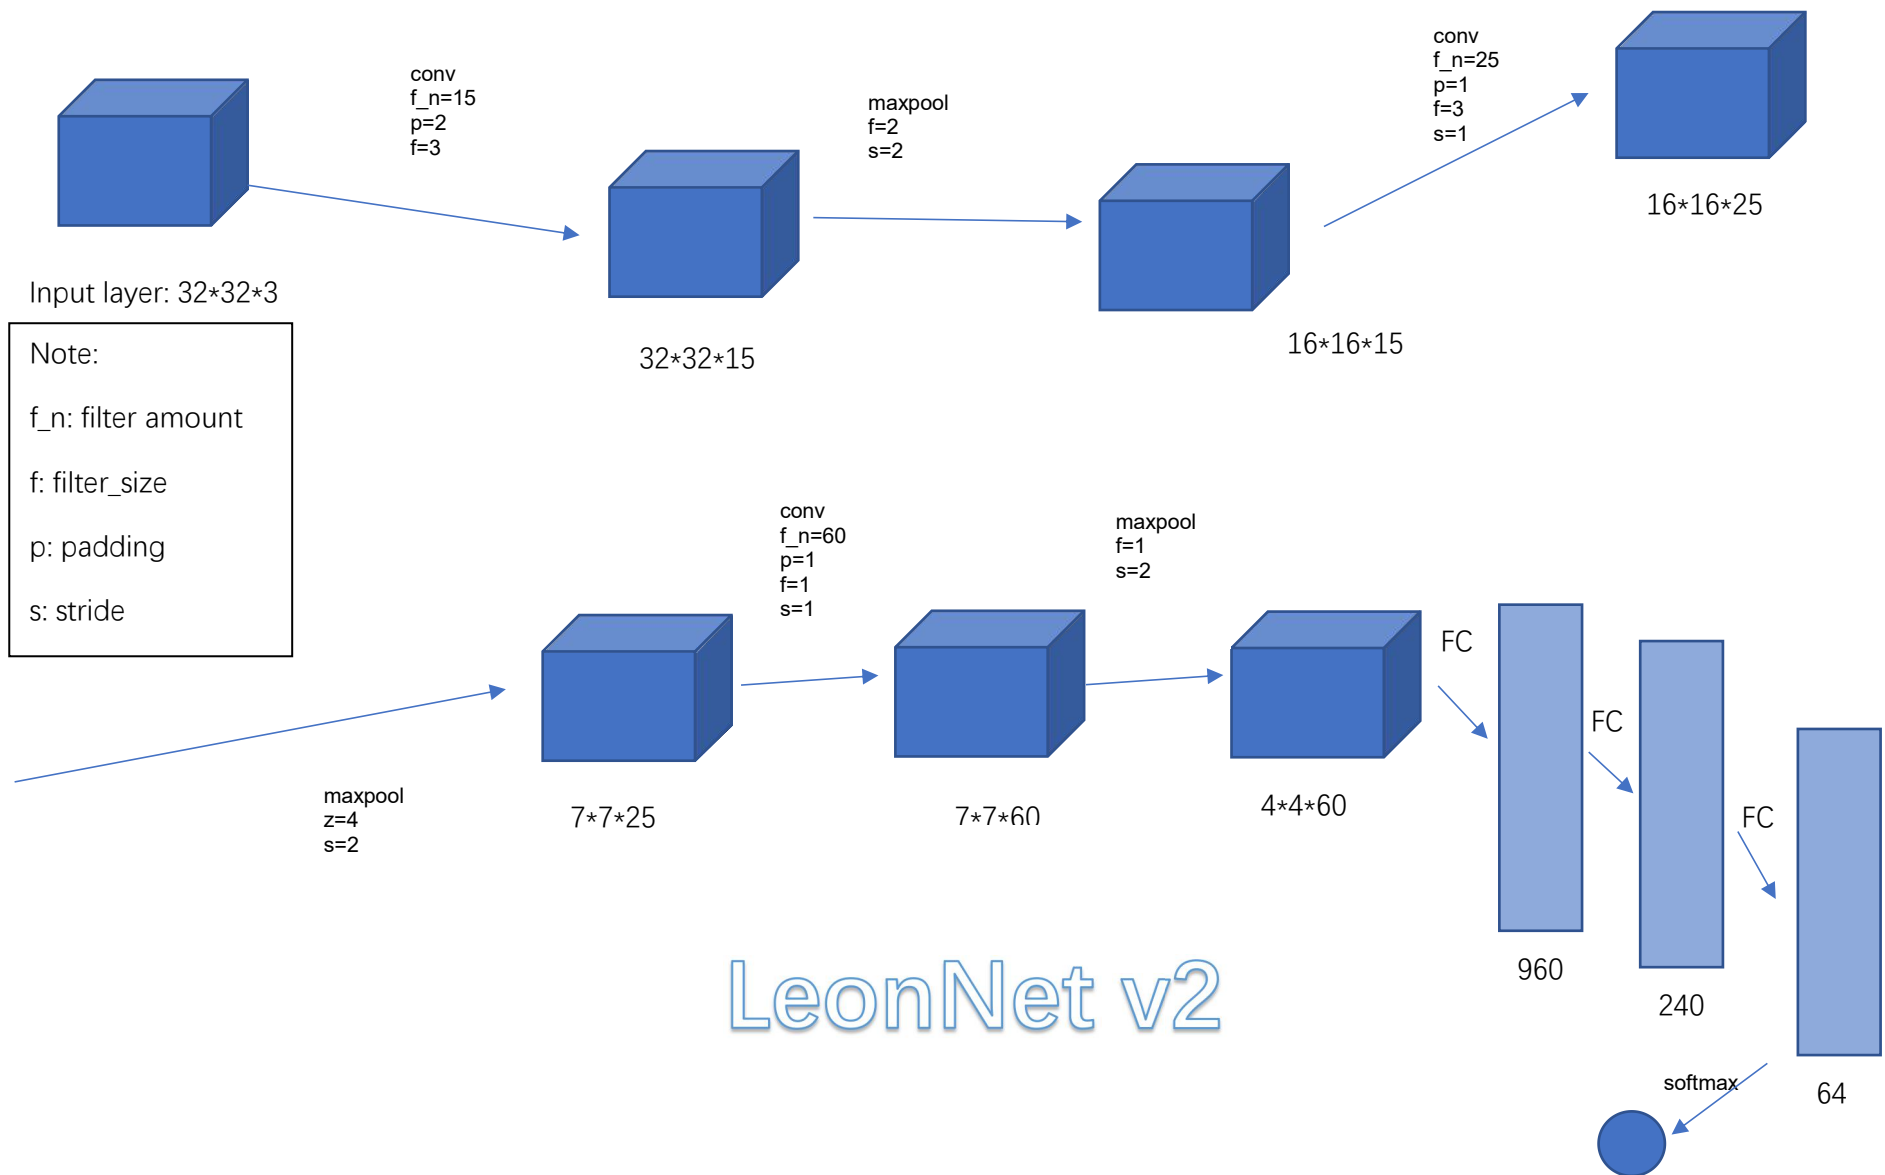 conv
f_n=15
p=2
f=3
maxpool
f=2
s=2
conv
f_n=25
p=1
f=3
s=1
16*16*25
Input layer: 32*32*3
32*32*15
16*16*15
Note:
f_n: filter amount
f: filter_size
p: padding
s: stride
conv
f_n=60
p=1
f=1
s=1
maxpool
f=1
s=2
FC
FC
FC
maxpool
z=4
s=2
7*7*25
7*7*60
4*4*60
960
240
64
LeonNet v2
softmax